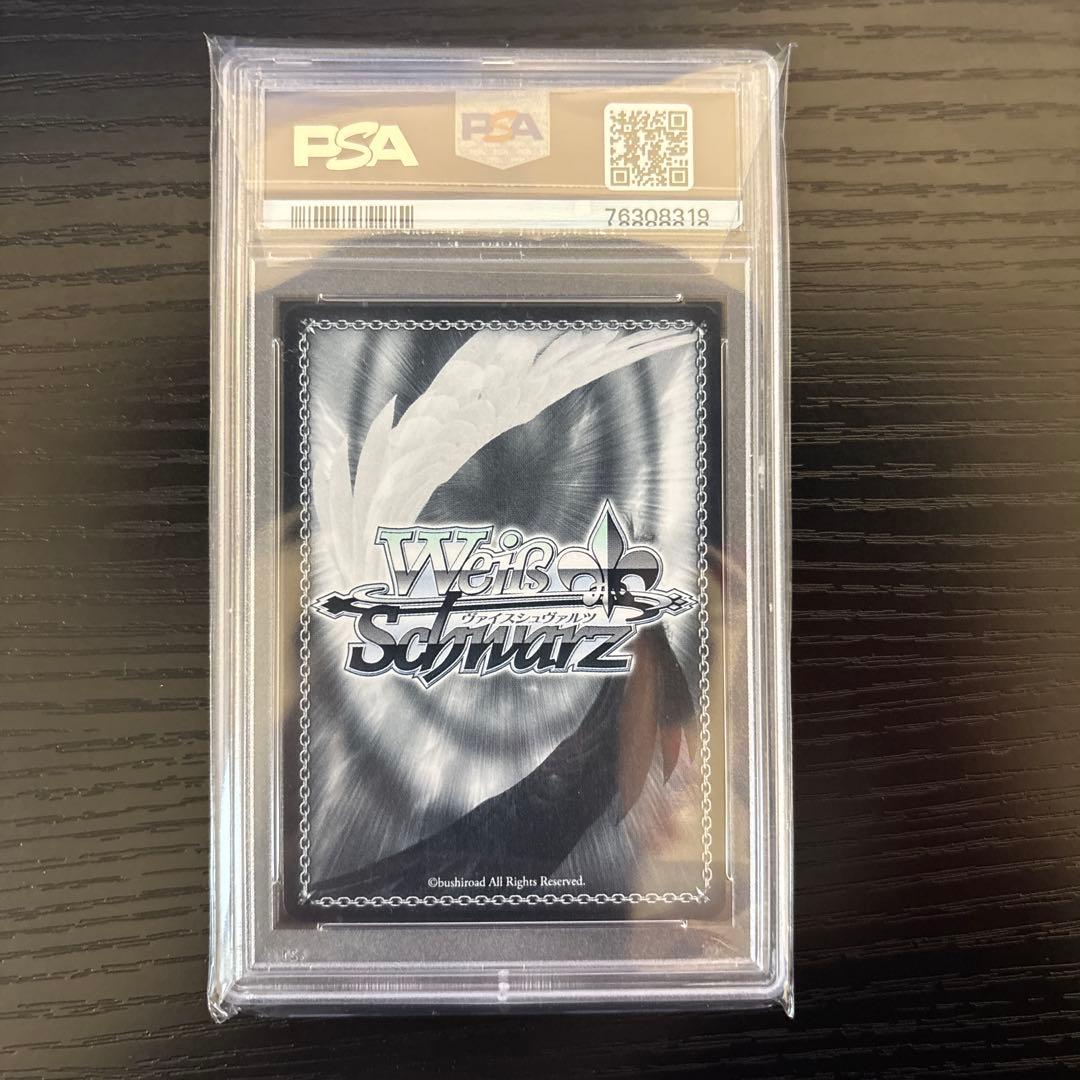 PSA
PSA
76308319
Weiß
ヴァイスシュヴァルツ
Schwarz
©bushiroad All Rights Reserved.